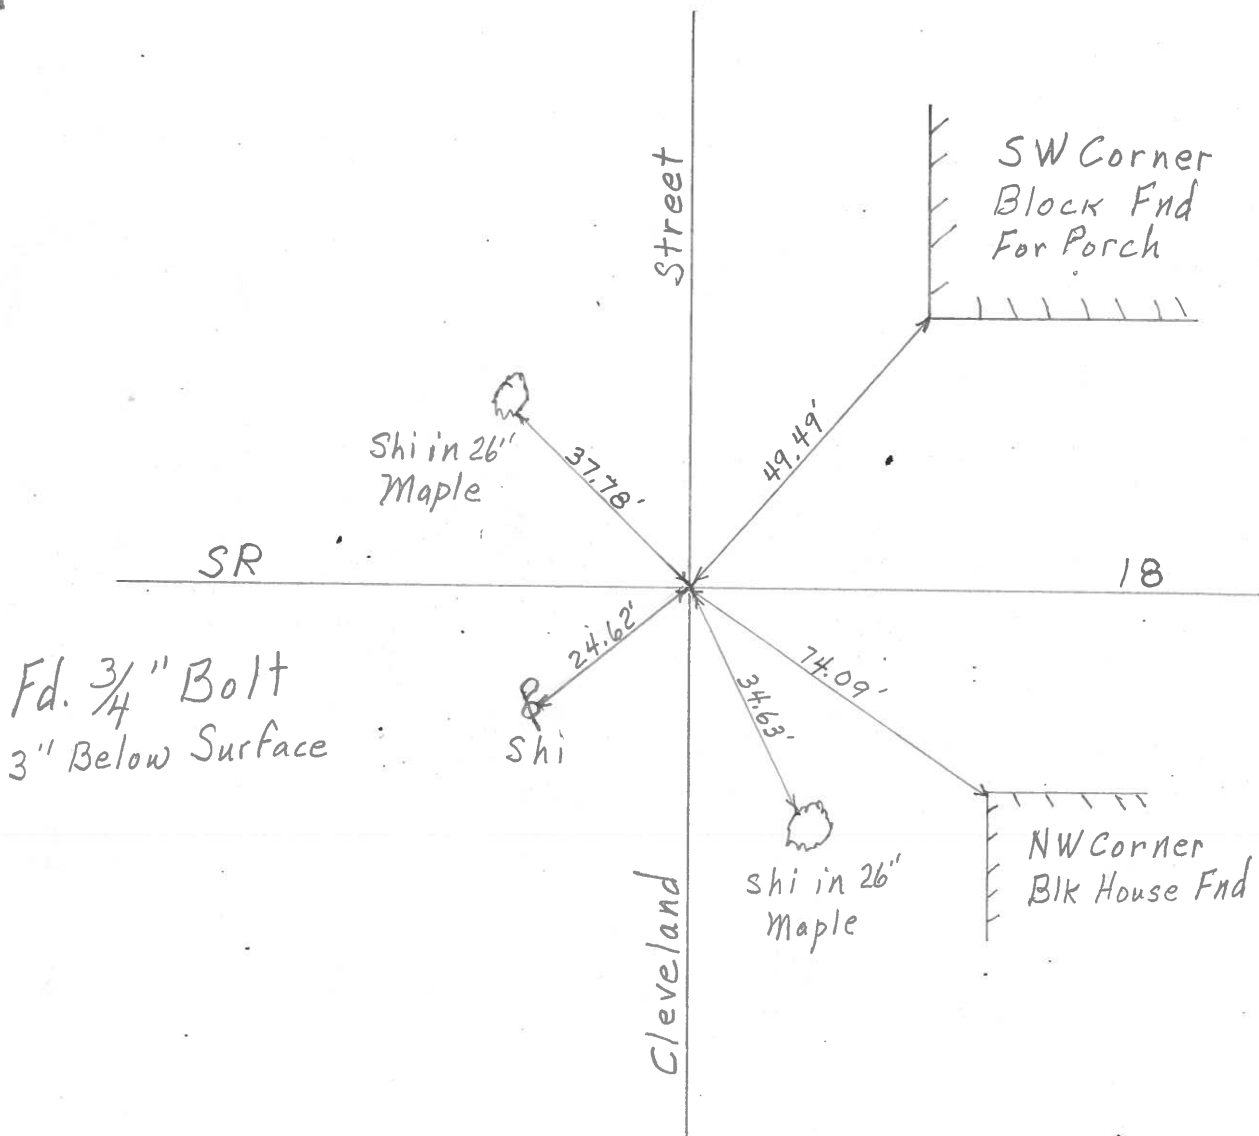 SW Corner
Block Fnd
For Porch
Street
49.49'
Shi in 26"
Maple
37.78'
SR
18
24.62'
74.09'
34.63'
Fd. 3/4" Bolt
3" Below Surface
Shi
NW Corner
Blk House Fnd
Shi in 26"
Maple
Cleveland